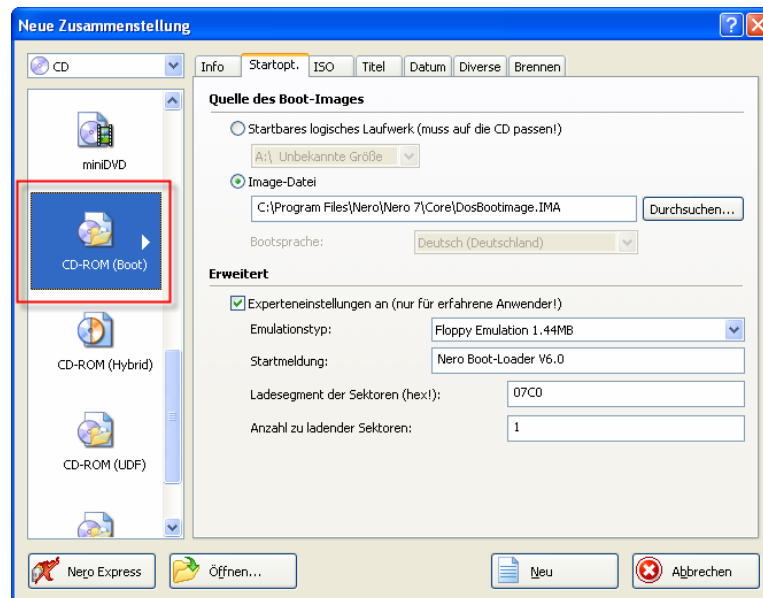 Neue Zusammenstellung
CD
Info Startopt. ISO Titel Datum Diverse Brennen
miniDVD
CD-ROM (Boot)
CD-ROM (Hybrid)
CD-ROM (UDF)
Quelle des Boot-Images
Startbares logisches Laufwerk (muss auf die CD passen!)
A:\ Unbekannte Größe
Image-Datei
C:\Program Files\Nero\Nero 7\Core\DosBootimage.IMA Durchsuchen...
Bootsprache: Deutsch (Deutschland)
Erweitert
Experteneinstellungen an (nur für erfahrene Anwender!)
Emulationstyp: Floppy Emulation 1.44MB
Startmeldung: Nero Boot-Loader V6.0
Ladesegment der Sektoren (hex!): 07C0
Anzahl zu ladender Sektoren: 1
Nero Express Öffnen... Neu Abbrechen